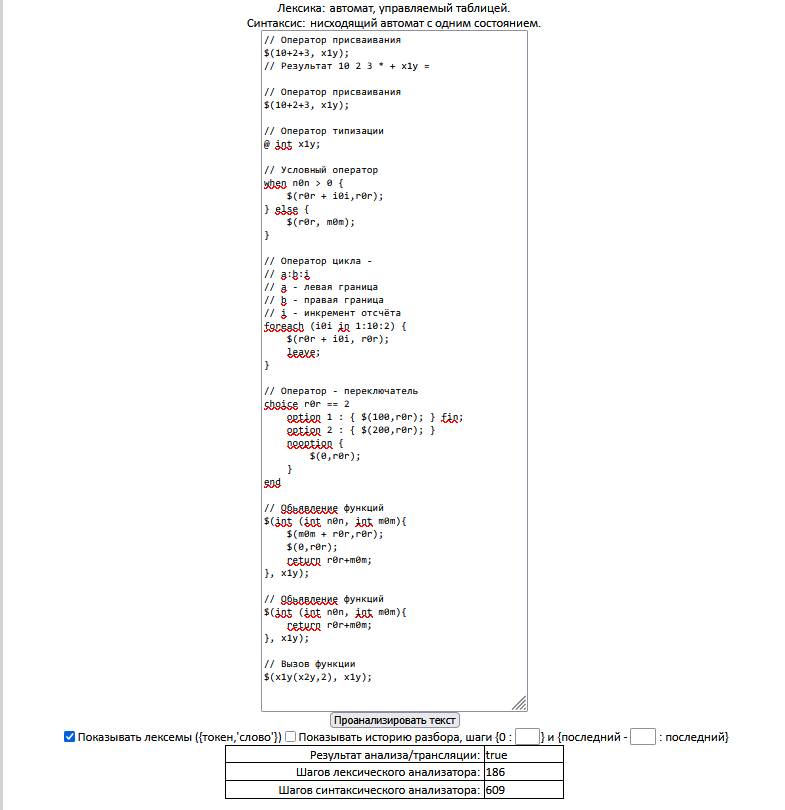 Лексика: автомат, управляемый таблицей.
Синтаксис: нисходящий автомат с одним состоянием.
// Оператор присваивания
$(10+2+3, x1y);
// Результат 10 2 3 * + x1y =

// Оператор присваивания
$(10+2+3, x1y);

// Оператор типизации
@ int x1y;

// Условный оператор
when n0n > 0 {
    $(r0r + i0i,r0r);
} else {
    $(r0r, m0m);
}

// Оператор цикла -
// a:b:i
// a - левая граница
// b - правая граница
// i - инкремент отсчёта
foreach (i0i in 1:10:2) {
    $(r0r + i0i, r0r);
    leave;
}

// Оператор - переключатель
choice r0r == 2
    option 1 : { $(100,r0r); } fin;
    option 2 : { $(200,r0r); }
    nooption {
        $(0,r0r);
    }
end

// Обьявление функций
$(int (int n0n, int m0m){
    $(m0m + r0r,r0r);
    $(0,r0r);
    return r0r+m0m;
}, x1y);

// Обьявление функций
$(int (int n0n, int m0m){
    return r0r+m0m;
}, x1y);

// Вызов функции
$(x1y(x2y,2), x1y);
Проанализировать текст
Показывать лексемы ({токен,'слово'}) Показывать историю разбора, шаги {0 : } и {последний - : последний}
Результат анализа/трансляции: true
Шагов лексического анализатора: 186
Шагов синтаксического анализатора: 609